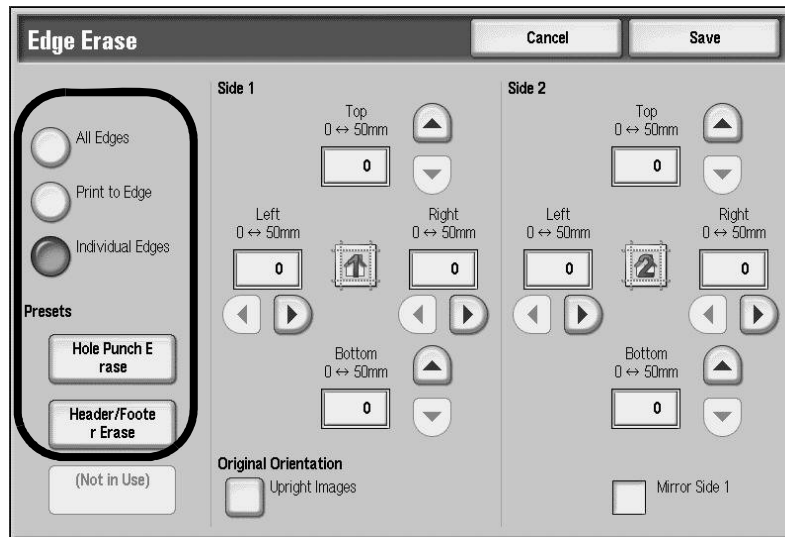 Edge Erase
Cancel
Save
All Edges
Print to Edge
Individual Edges
Presets
Hole Punch E
rase
Header/Foote
r Erase
(Not in Use)
Side 1
Top
0 ↔ 50mm
0
Left
0 ↔ 50mm
0
1
Right
0 ↔ 50mm
0
Bottom
0 ↔ 50mm
0
Original Orientation
Upright Images
Side 2
Top
0 ↔ 50mm
0
Left
0 ↔ 50mm
0
2
Right
0 ↔ 50mm
0
Bottom
0 ↔ 50mm
0
Mirror Side 1